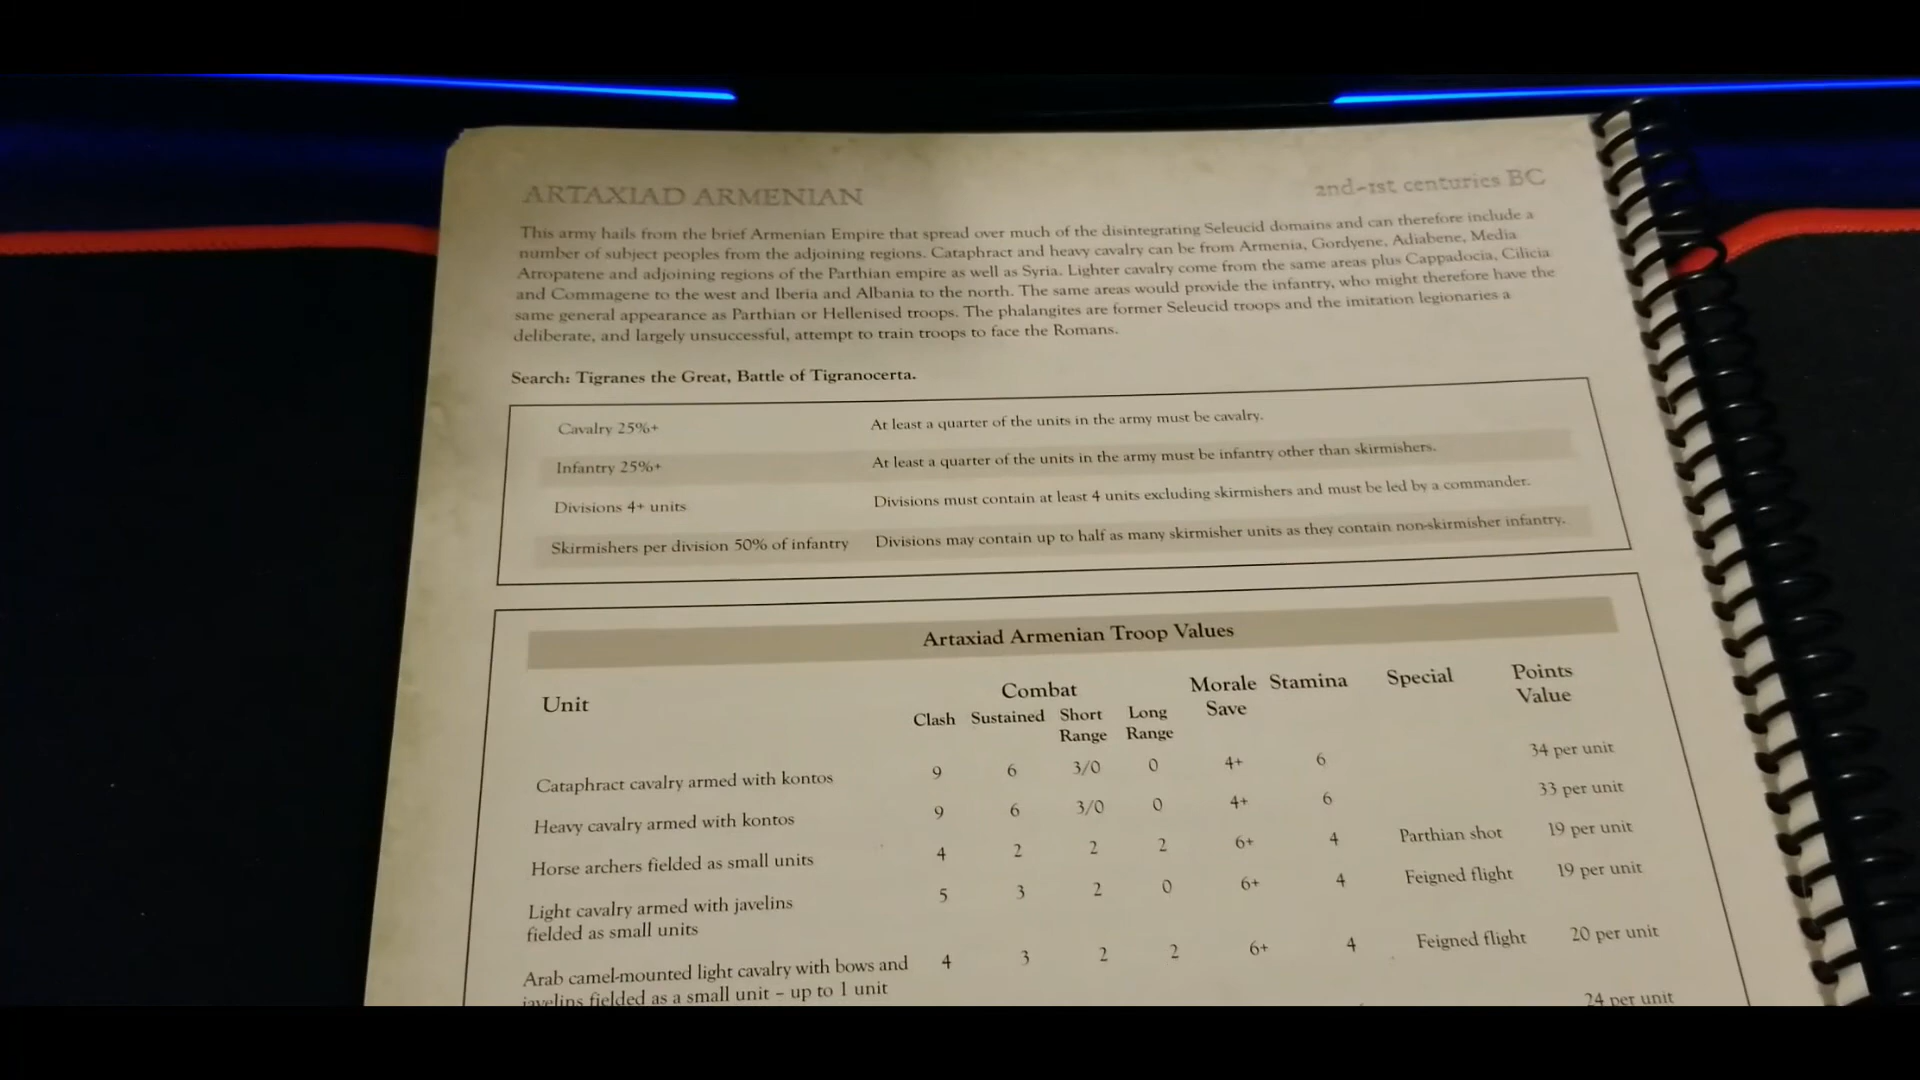 ARTAXIAD ARMENIAN 2nd-1st centuries BC
This army hails from the brief Armenian Empire that spread over much of the disintegrating Seleucid domains and can therefore include a
number of subject peoples from the adjoining regions. Cataphract and heavy cavalry can be from Armenia, Gordyene, Adiabene, Media
Atropatene and adjoining regions of the Parthian empire as well as Syria. Lighter cavalry come from the same areas plus Cappadocia, Cilicia
and Commagene to the west and Iberia and Albania to the north. The same areas would provide the infantry, who might therefore have the
same general appearance as Parthian or Hellenised troops. The phalangites are former Seleucid troops and the imitation legionaries a
deliberate, and largely unsuccessful, attempt to train troops to face the Romans.
Search: Tigranes the Great, Battle of Tigranocerta.
Cavalry 25%+ At least a quarter of the units in the army must be cavalry.
Infantry 25%+ At least a quarter of the units in the army must be infantry other than skirmishers.
Divisions 4+ units Divisions must contain at least 4 units excluding skirmishers and must be led by a commander.
Skirmishers per division 50% of infantry Divisions may contain up to half as many skirmisher units as they contain non-skirmisher infantry.
Artaxiad Armenian Troop Values
Unit Combat Morale Save Stamina Special Points Value
Clash Sustained Short Range Long Range
Cataphract cavalry armed with kontos 9 6 3/0 0 4+ 6 34 per unit
Heavy cavalry armed with kontos 9 6 3/0 0 4+ 6 33 per unit
Horse archers fielded as small units 4 2 2 2 6+ 4 Parthian shot 19 per unit
Light cavalry armed with javelins 5 3 2 0 6+ 4 Feigned flight 19 per unit
fielded as small units
Arab camel-mounted light cavalry with bows and 4 3 2 2 6+ 4 Feigned flight 20 per unit
javelins fielded as a small unit – up to 1 unit
24 per unit